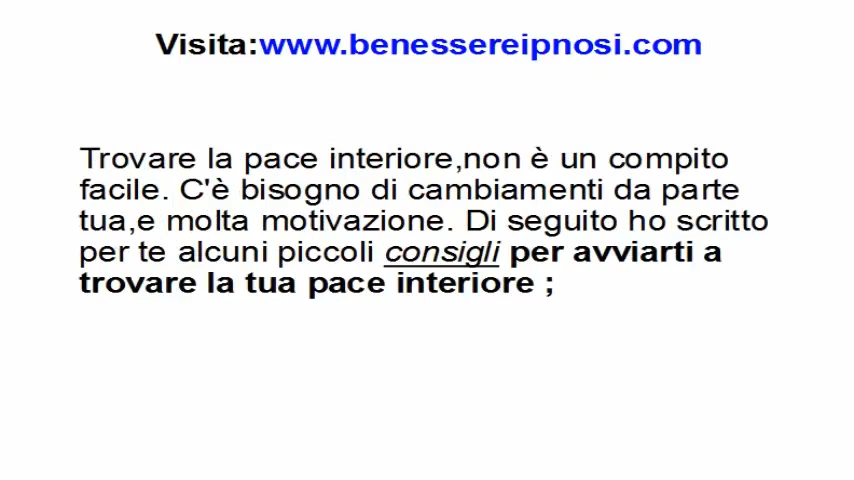 Visita:www.benessereipnosi.com
Trovare la pace interiore,non è un compito
facile. C'è bisogno di cambiamenti da parte
tua,e molta motivazione. Di seguito ho scritto
per te alcuni piccoli consigli per avviarti a
trovare la tua pace interiore ;